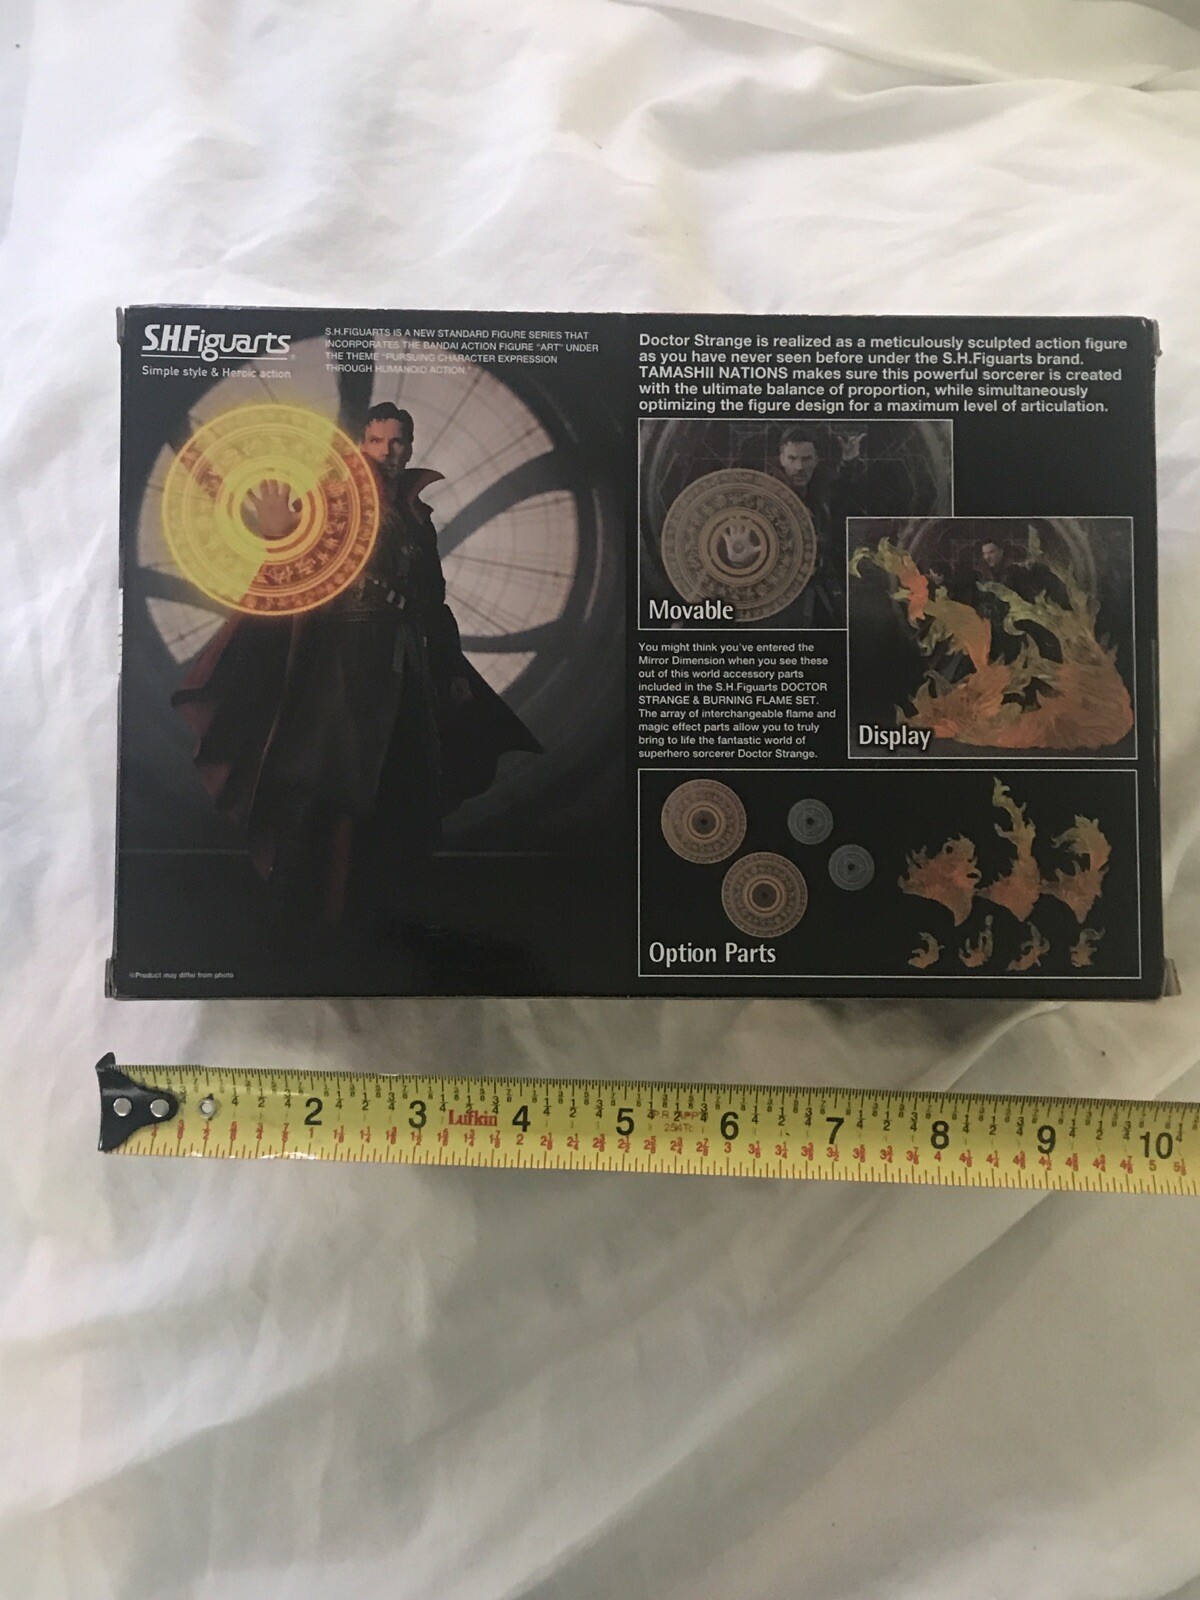 S.H.Figuarts
Simple style & Heroic action
S.H.FIGUARTS IS A NEW STANDARD FIGURE SERIES THAT
INCORPORATES THE BANDAI ACTION FIGURE "ART" UNDER
THE THEME "PURSUING CHARACTER EXPRESSION
THROUGH HUMANOID ACTION."
Doctor Strange is realized as a meticulously sculpted action figure
as you have never seen before under the S.H.Figuarts brand.
TAMASHII NATIONS makes sure this powerful sorcerer is created
with the ultimate balance of proportion, while simultaneously
optimizing the figure design for a maximum level of articulation.
Movable
You might think you've entered the
Mirror Dimension when you see these
out of this world accessory parts
included in the S.H.Figuarts DOCTOR
STRANGE & BURNING FLAME SET.
The array of interchangeable flame and
magic effect parts allow you to truly
bring to life the fantastic world of
superhero sorcerer Doctor Strange.
Display
Option Parts
※Product may differ from photo
2 3 4 5 6 7 8 9 10
Lufkin